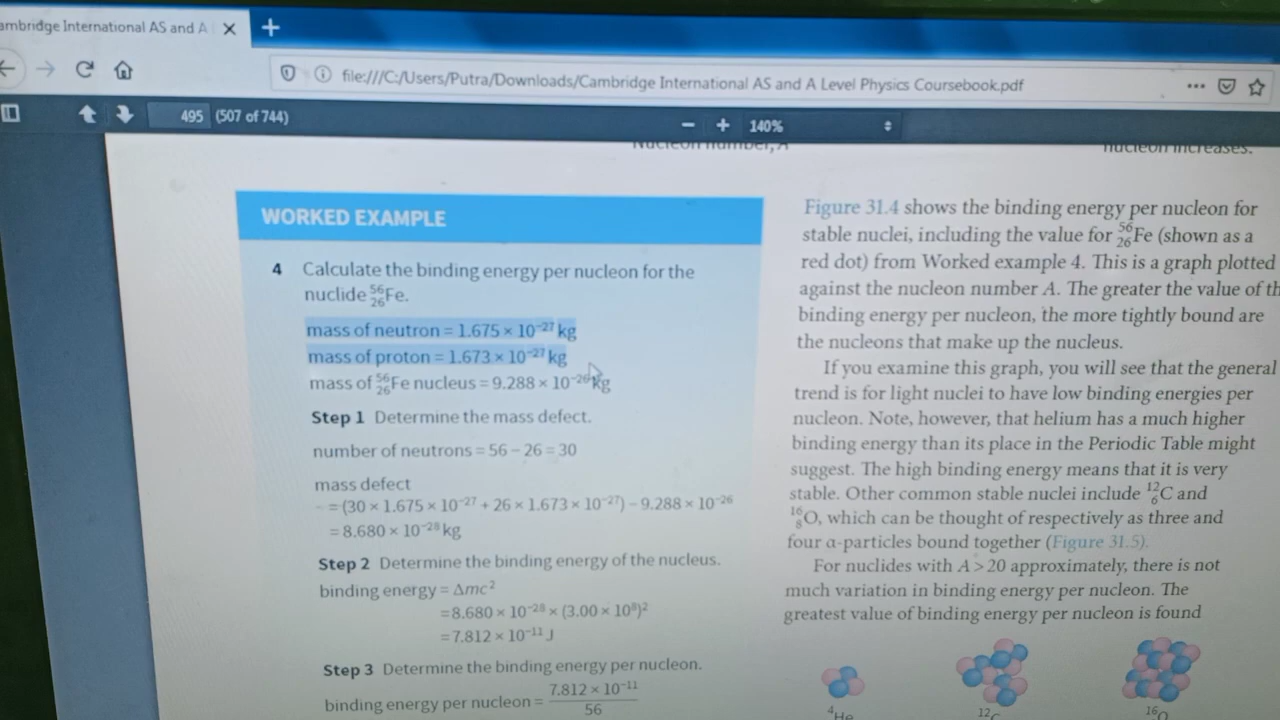 ambridge International AS and A
file:///C:/Users/Putra/Downloads/Cambridge International AS and A Level Physics Coursebook.pdf
495 (507 of 744)
140%
Nucleon number, A
nucleon increases.
WORKED EXAMPLE
4 Calculate the binding energy per nucleon for the
nuclide ⁵⁶₂₆Fe.
mass of neutron = 1.675 × 10⁻²⁷ kg
mass of proton = 1.673 × 10⁻²⁷ kg
mass of ⁵⁶₂₆Fe nucleus = 9.288 × 10⁻²⁶ kg
Step 1 Determine the mass defect.
number of neutrons = 56 − 26 = 30
mass defect
= (30 × 1.675 × 10⁻²⁷ + 26 × 1.673 × 10⁻²⁷) − 9.288 × 10⁻²⁶
= 8.680 × 10⁻²⁸ kg
Step 2 Determine the binding energy of the nucleus.
binding energy = Δmc²
= 8.680 × 10⁻²⁸ × (3.00 × 10⁸)²
= 7.812 × 10⁻¹¹ J
Step 3 Determine the binding energy per nucleon.
binding energy per nucleon = 7.812 × 10⁻¹¹
56
Figure 31.4 shows the binding energy per nucleon for
stable nuclei, including the value for ⁵⁶₂₆Fe (shown as a
red dot) from Worked example 4. This is a graph plotted
against the nucleon number A. The greater the value of th
binding energy per nucleon, the more tightly bound are
the nucleons that make up the nucleus.
If you examine this graph, you will see that the general
trend is for light nuclei to have low binding energies per
nucleon. Note, however, that helium has a much higher
binding energy than its place in the Periodic Table might
suggest. The high binding energy means that it is very
stable. Other common stable nuclei include ¹²₆C and
¹⁶₈O, which can be thought of respectively as three and
four α-particles bound together (Figure 31.5).
For nuclides with A > 20 approximately, there is not
much variation in binding energy per nucleon. The
greatest value of binding energy per nucleon is found
⁴He ¹²C ¹⁶O